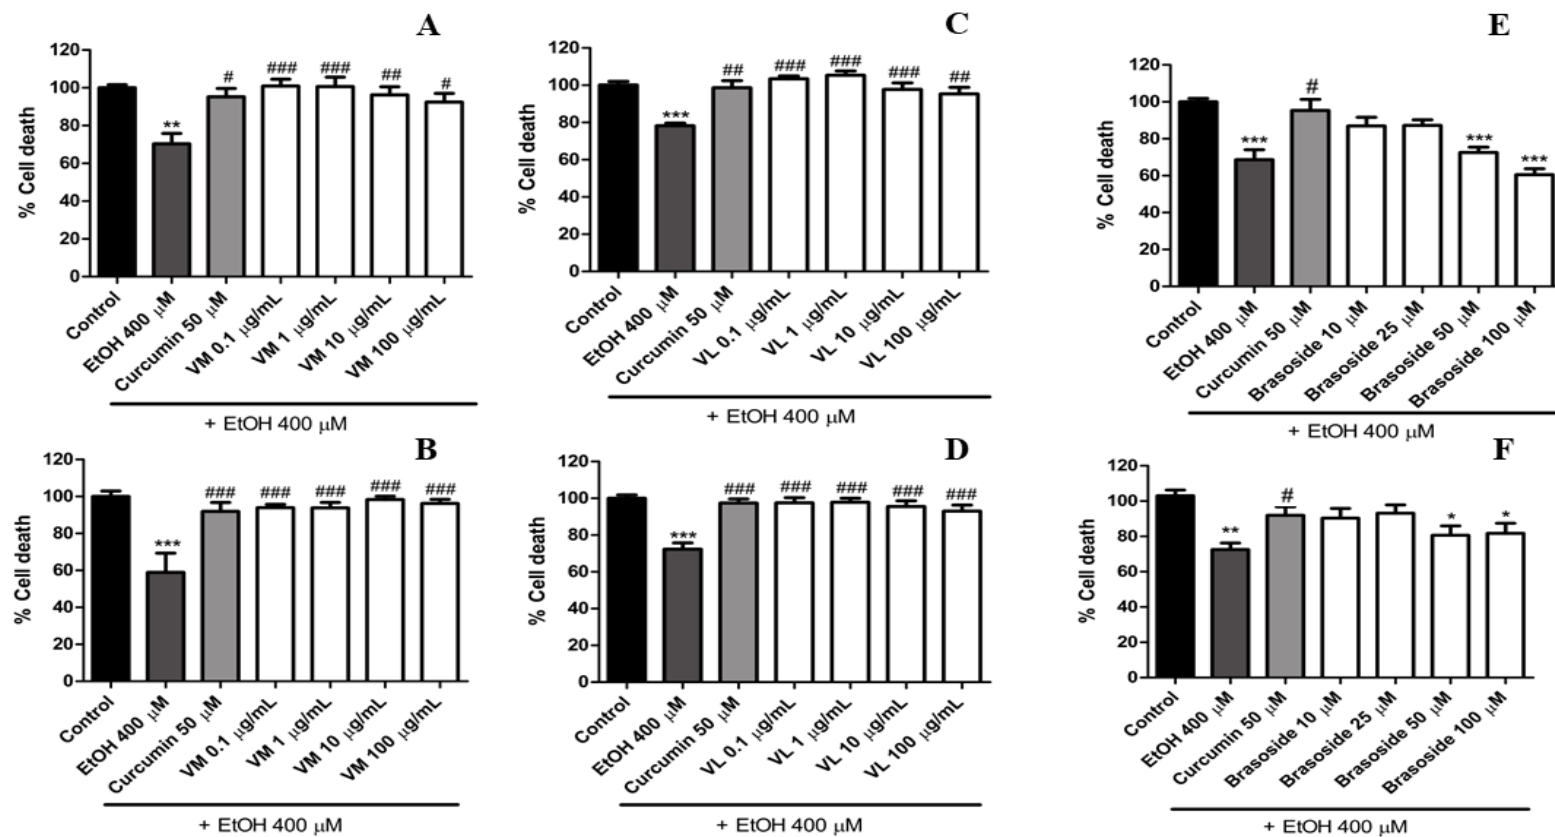 A
% Cell death
120
100
80
60
40
20
0
**
#
###
###
##
#
Control
EtOH 400 μM
Curcumin 50 μM
VM 0.1 μg/mL
VM 1 μg/mL
VM 10 μg/mL
VM 100 μg/mL
+ EtOH 400 μM
C
% Cell death
120
100
80
60
40
20
0
***
##
###
###
###
##
Control
EtOH 400 μM
Curcumin 50 μM
VL 0.1 μg/mL
VL 1 μg/mL
VL 10 μg/mL
VL 100 μg/mL
+ EtOH 400 μM
E
% Cell death
120
100
80
60
40
20
0
***
#
***
***
Control
EtOH 400 μM
Curcumin 50 μM
Brasoside 10 μM
Brasoside 25 μM
Brasoside 50 μM
Brasoside 100 μM
+ EtOH 400 μM
B
% Cell death
120
100
80
60
40
20
0
***
###
###
###
###
###
Control
EtOH 400 μM
Curcumin 50 μM
VM 0.1 μg/mL
VM 1 μg/mL
VM 10 μg/mL
VM 100 μg/mL
+ EtOH 400 μM
D
% Cell death
120
100
80
60
40
20
0
***
###
###
###
###
###
Control
EtOH 400 μM
Curcumin 50 μM
VL 0.1 μg/mL
VL 1 μg/mL
VL 10 μg/mL
VL 100 μg/mL
+ EtOH 400 μM
F
% Cell death
120
100
80
60
40
20
0
**
#
*
*
Control
EtOH 400 μM
Curcumin 50 μM
Brasoside 10 μM
Brasoside 25 μM
Brasoside 50 μM
Brasoside 100 μM
+ EtOH 400 μM